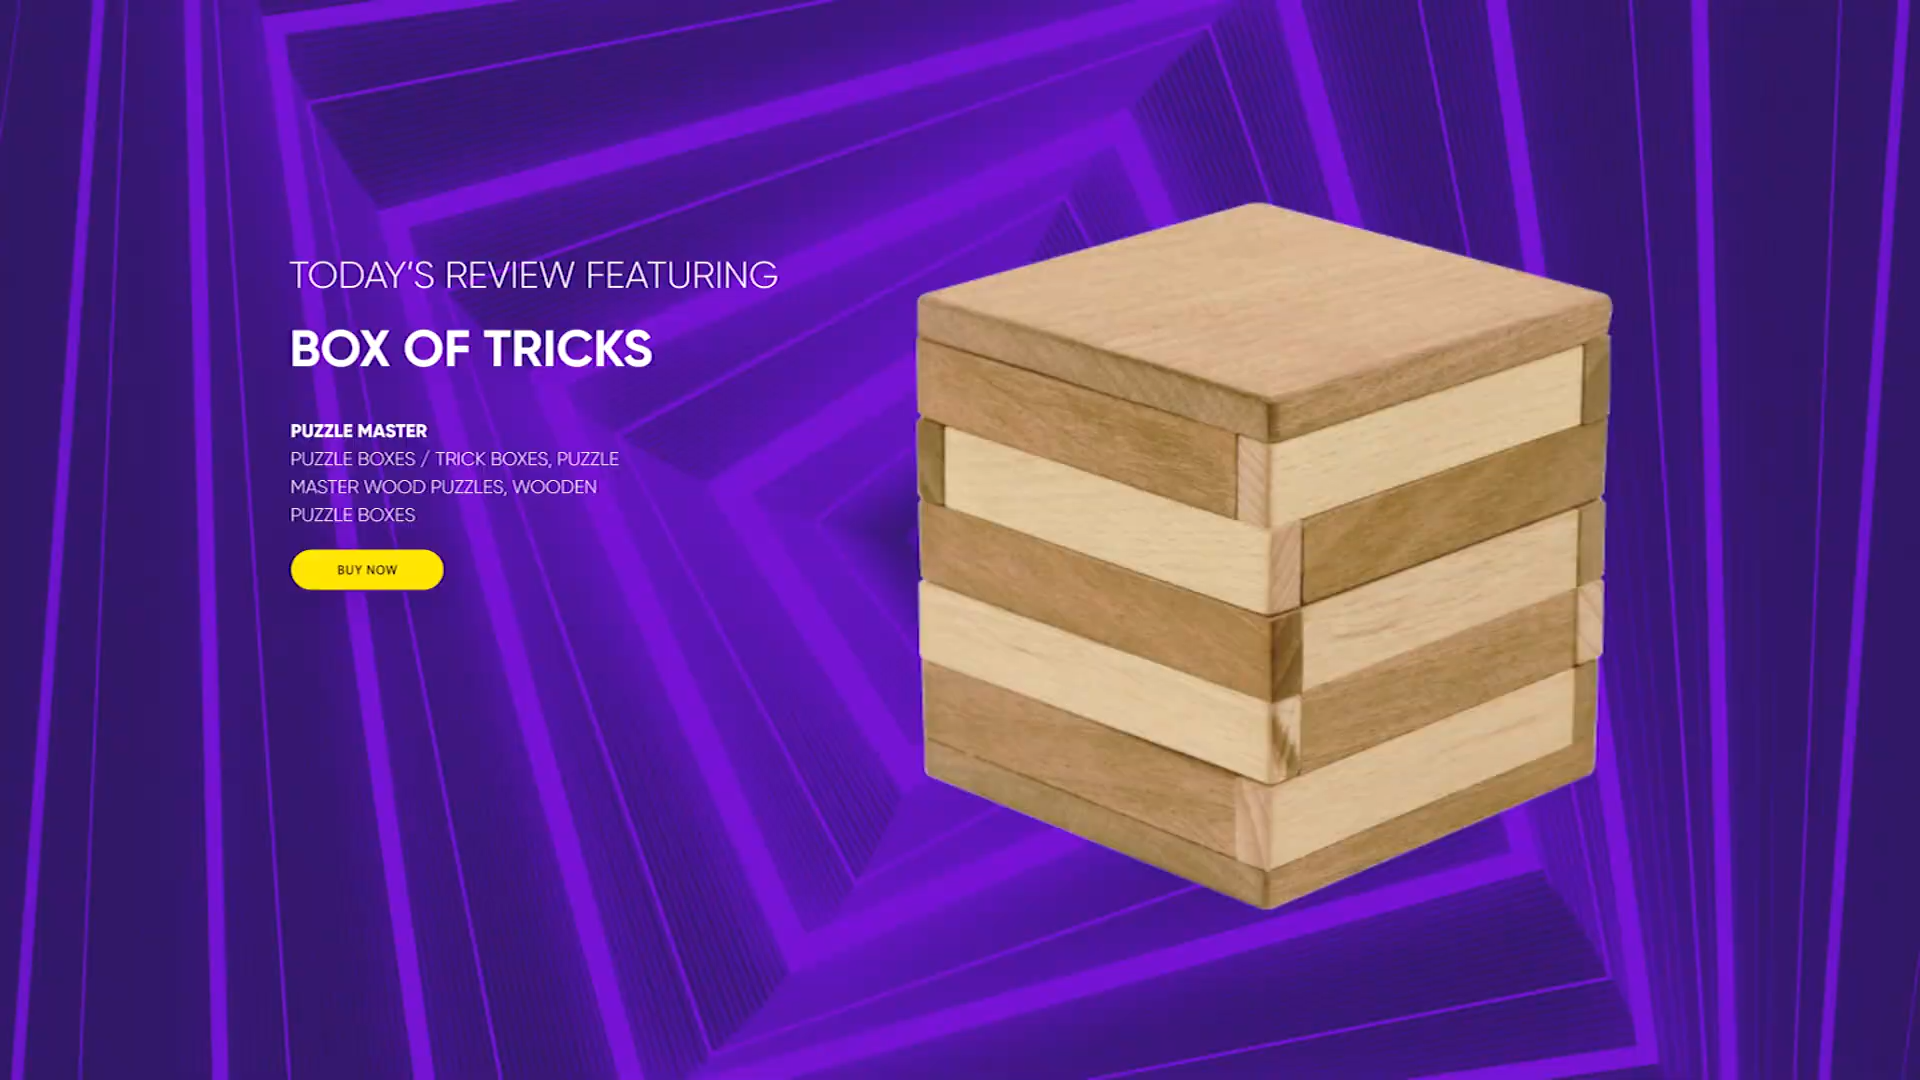 TODAY'S REVIEW FEATURING
BOX OF TRICKS
PUZZLE MASTER
PUZZLE BOXES / TRICK BOXES, PUZZLE
MASTER WOOD PUZZLES, WOODEN
PUZZLE BOXES
BUY NOW